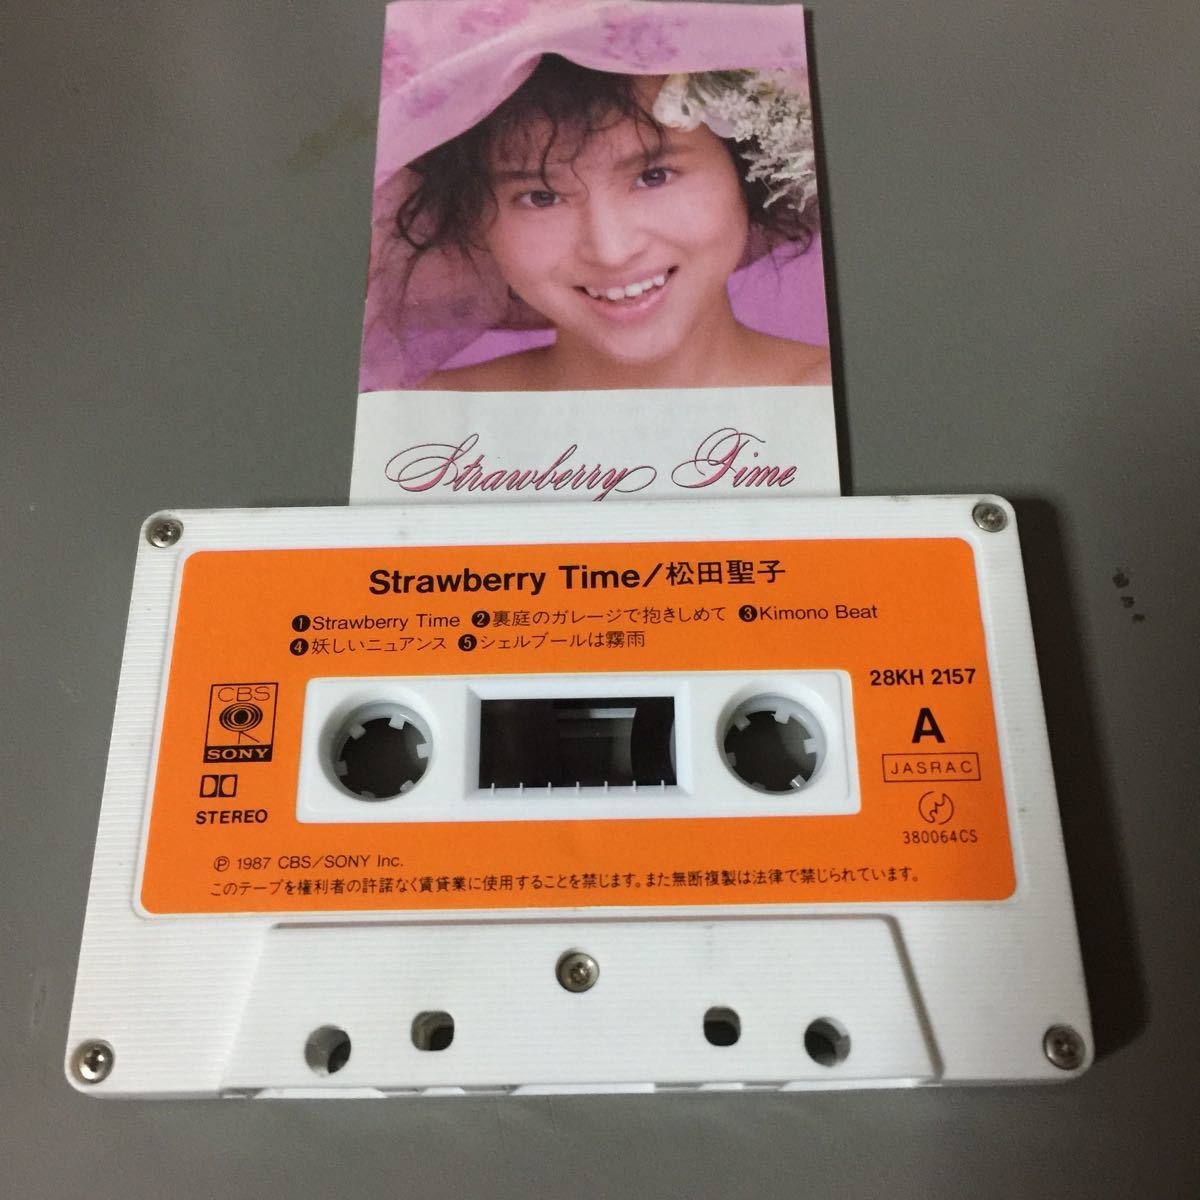 Strawberry Time
Strawberry Time/松田聖子
❶Strawberry Time ❷裏庭のガレージで抱きしめて ❸Kimono Beat
❹妖しいニュアンス ❺シェルブールは霧雨
28KH 2157
A
JASRAC
380064CS
CBS
SONY
STEREO
Ⓟ 1987 CBS/SONY Inc.
このテープを権利者の許諾なく賃貸業に使用することを禁じます。また無断複製は法律で禁じられています。